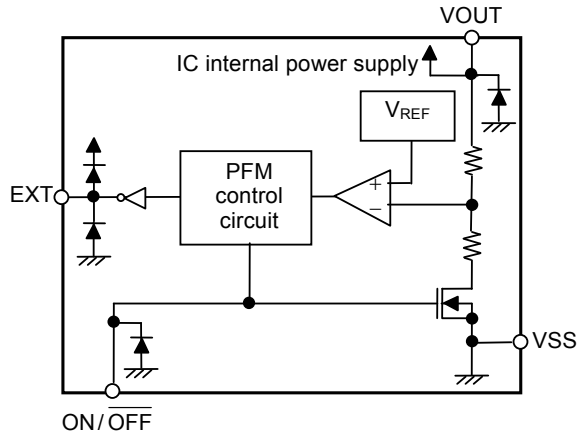 VOUT
IC internal power supply
VREF
PFM
control
circuit
+
−
EXT
VSS
ON/OFF